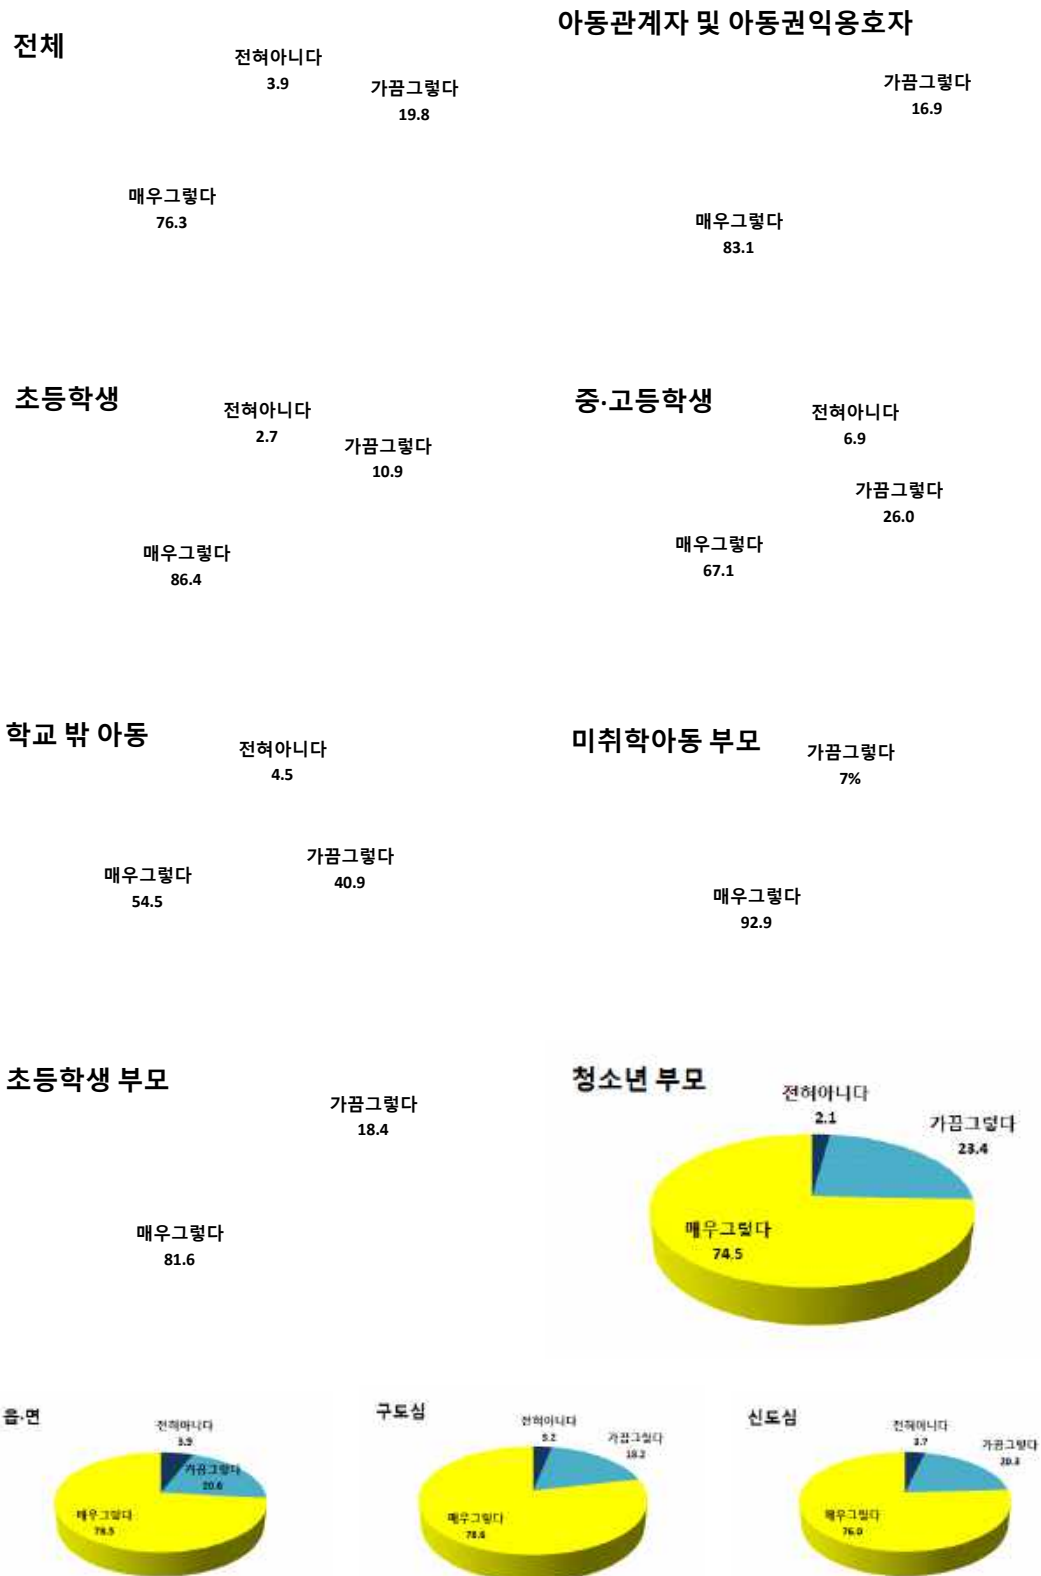 전체
전혀아니다
3.9
가끔그렇다
19.8
매우그렇다
76.3
아동관계자 및 아동권익옹호자
가끔그렇다
16.9
매우그렇다
83.1
초등학생
전혀아니다
2.7
가끔그렇다
10.9
매우그렇다
86.4
중·고등학생
전혀아니다
6.9
가끔그렇다
26.0
매우그렇다
67.1
학교 밖 아동
전혀아니다
4.5
가끔그렇다
40.9
매우그렇다
54.5
미취학아동 부모
가끔그렇다
7%
매우그렇다
92.9
초등학생 부모
가끔그렇다
18.4
매우그렇다
81.6
청소년 부모
전혀아니다
2.1
가끔그렇다
23.4
매우그렇다
74.5
읍·면
전혀아니다
가끔그렇다
매우그렇다
구도심
전혀아니다
3.2
가끔그렇다
18.2
매우그렇다
78.6
신도심
전혀아니다
3.7
가끔그렇다
20.3
매우그렇다
76.0